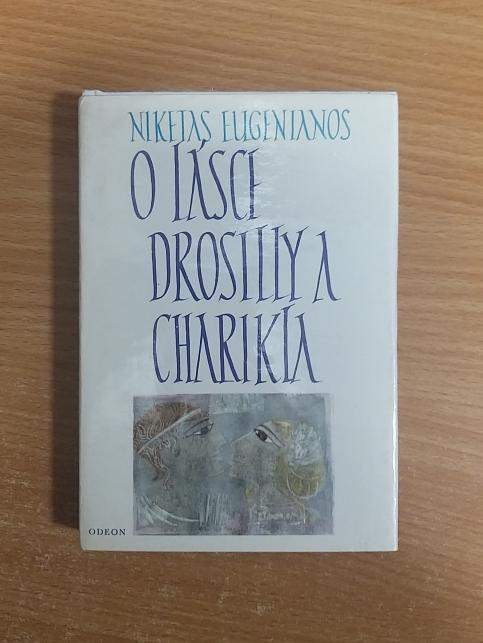 NIKETAS EUGENIANOS
O LÁSCE
DROSILLY A
CHARIKLA
ODEON